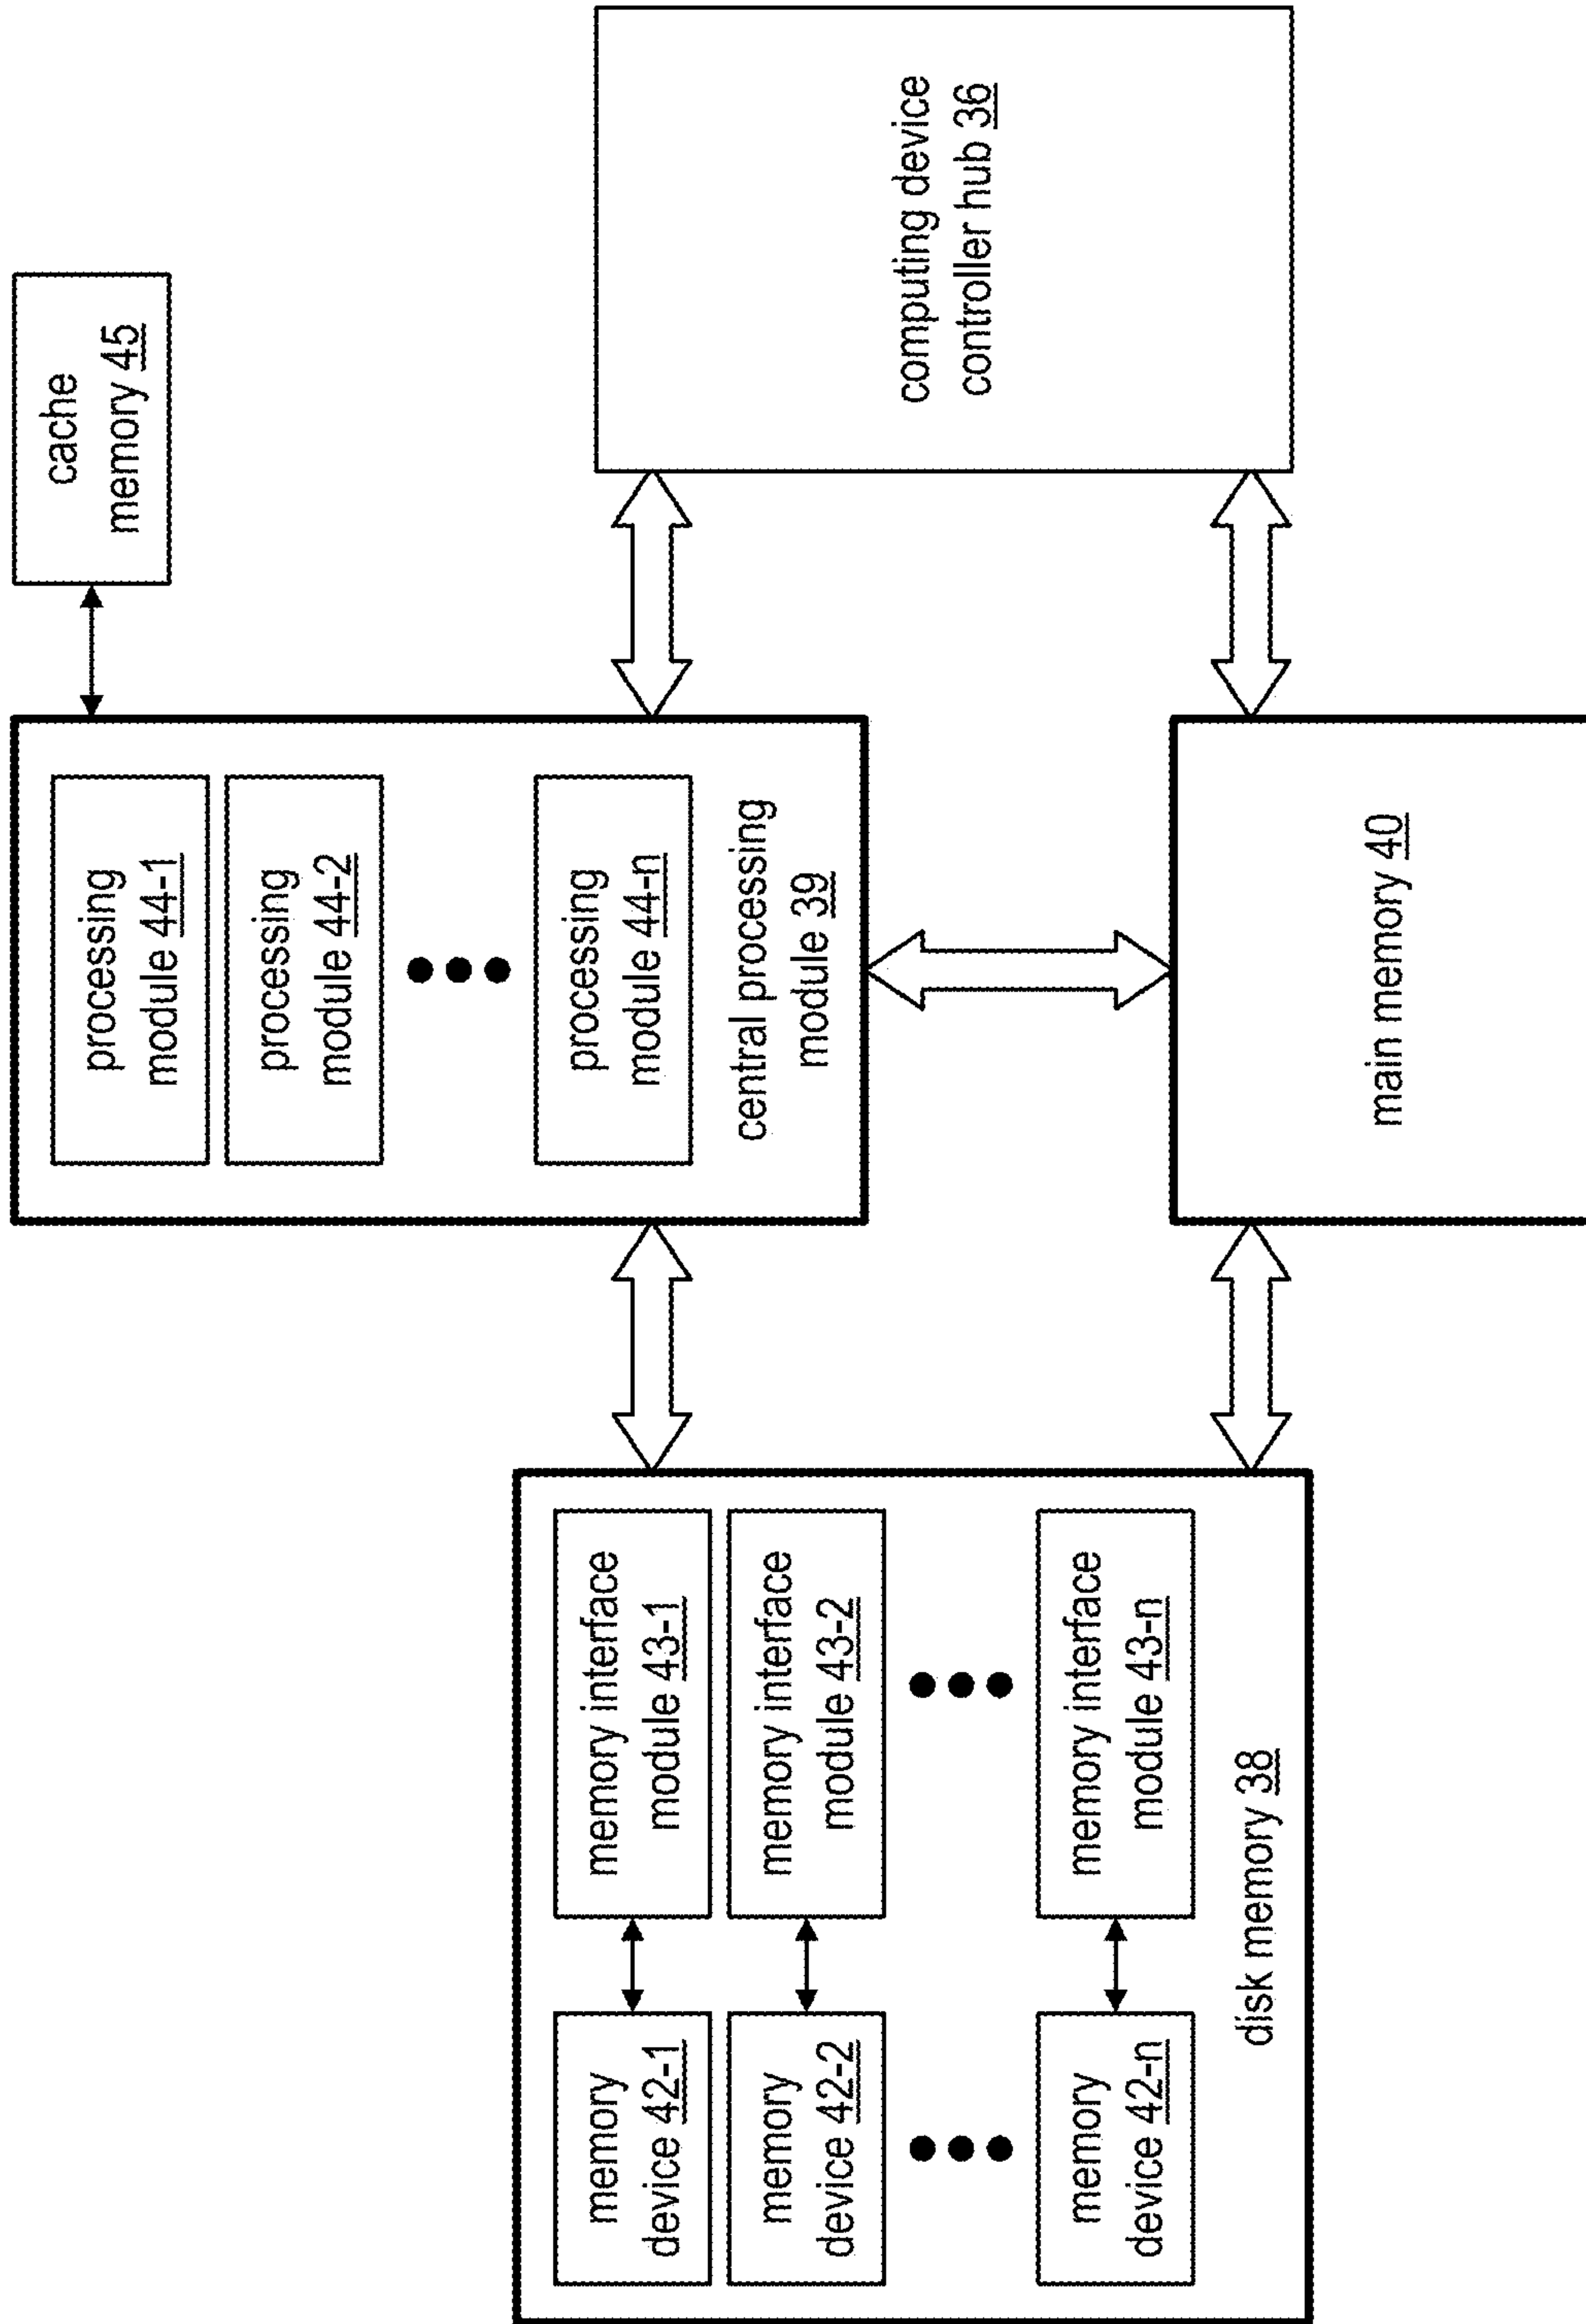 cache
memory 45
processing
module 44-1
processing
module 44-2
processing
module 44-n
central processing
module 39
computing device
controller hub 36
memory
device 42-1
memory interface
module 43-1
memory
device 42-2
memory interface
module 43-2
memory
device 42-n
memory interface
module 43-n
disk memory 38
main memory 40